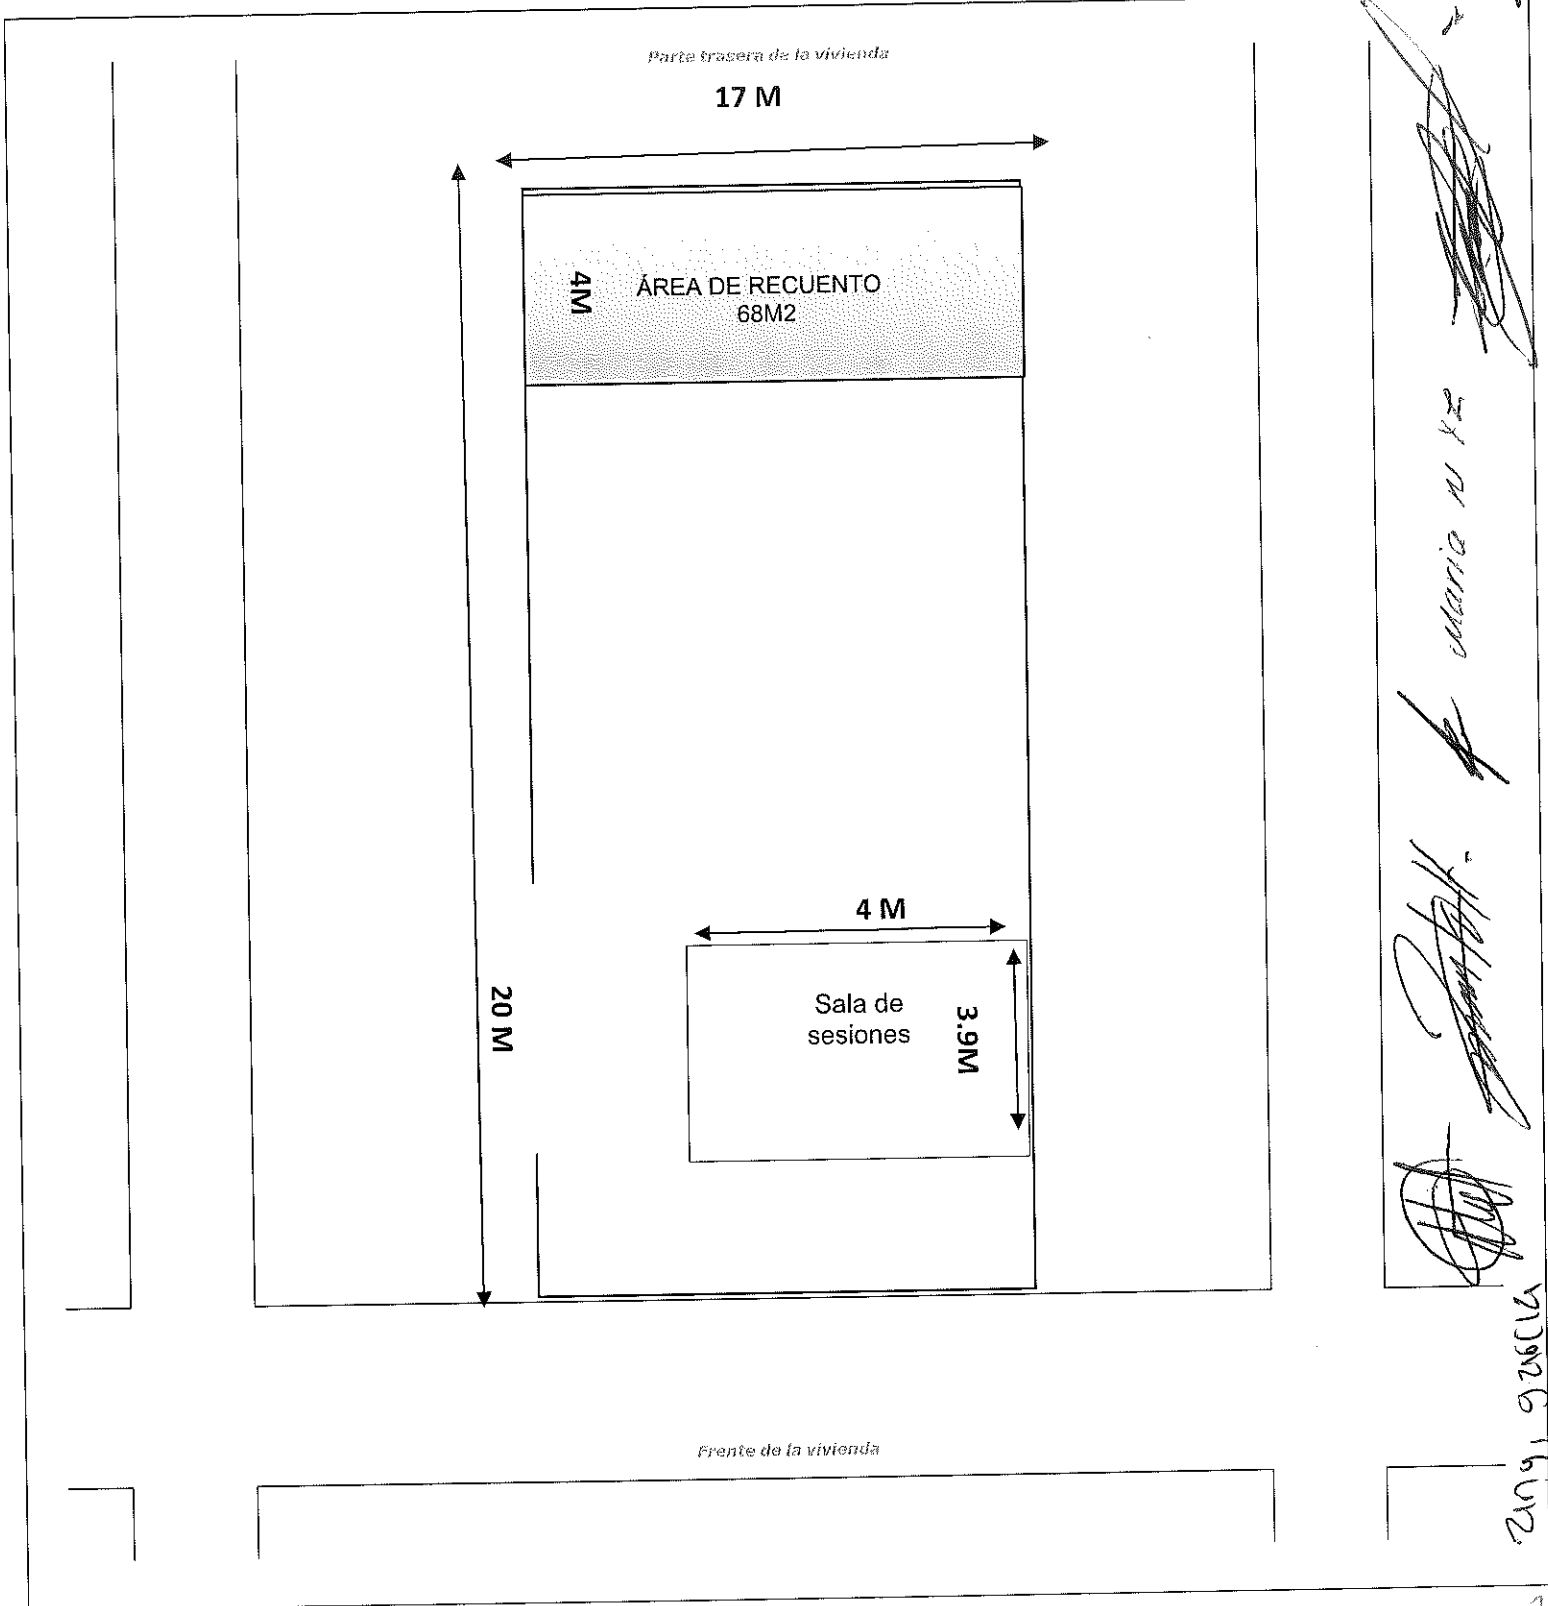 Parte trasera de la vivienda
17 M
4M
ÁREA DE RECUENTO
68M2
4 M
Sala de
sesiones
3.9M
20 M
Frente de la vivienda
Maria